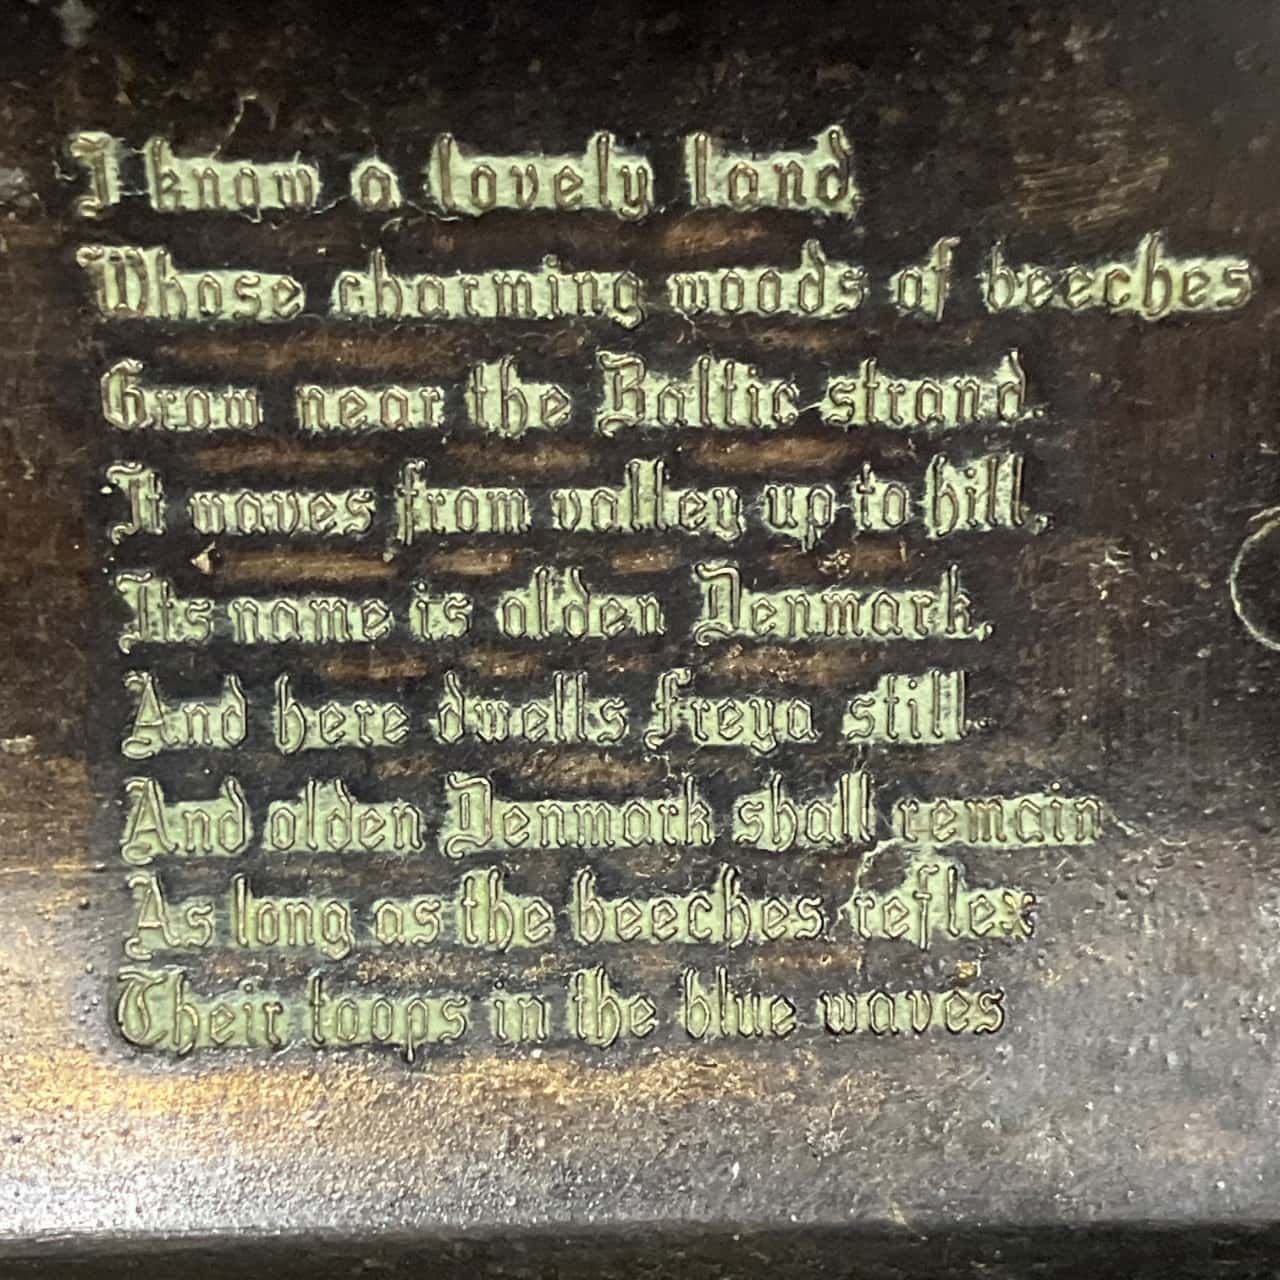 I know a lovely land,
Whose charming woods of beeches
Grow near the Baltic strand.
It waves from valley up to hill,
Its name is olden Denmark,
And here dwells Freya still.
And olden Denmark shall remain
As long as the beeches reflex
Their toops in the blue waves